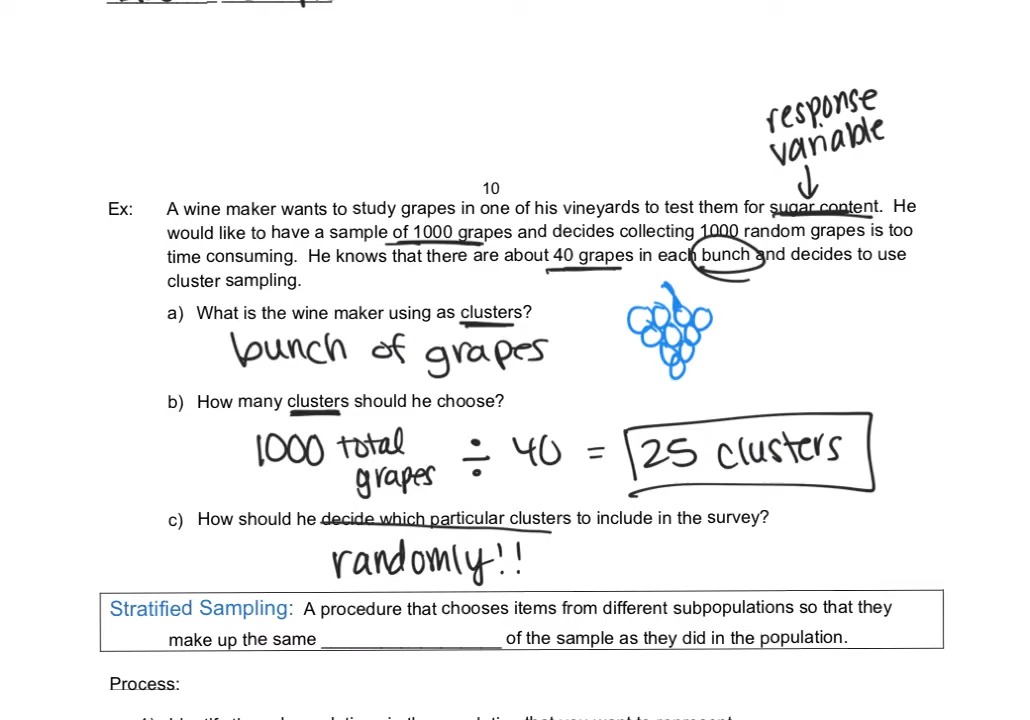 response
variable
10
Ex: A wine maker wants to study grapes in one of his vineyards to test them for sugar content. He
would like to have a sample of 1000 grapes and decides collecting 1000 random grapes is too
time consuming. He knows that there are about 40 grapes in each bunch and decides to use
cluster sampling.
a) What is the wine maker using as clusters?
bunch of grapes
b) How many clusters should he choose?
1000 total grapes ÷ 40 = 25 clusters
c) How should he decide which particular clusters to include in the survey?
randomly!!
Stratified Sampling: A procedure that chooses items from different subpopulations so that they
make up the same __________________ of the sample as they did in the population.
Process: